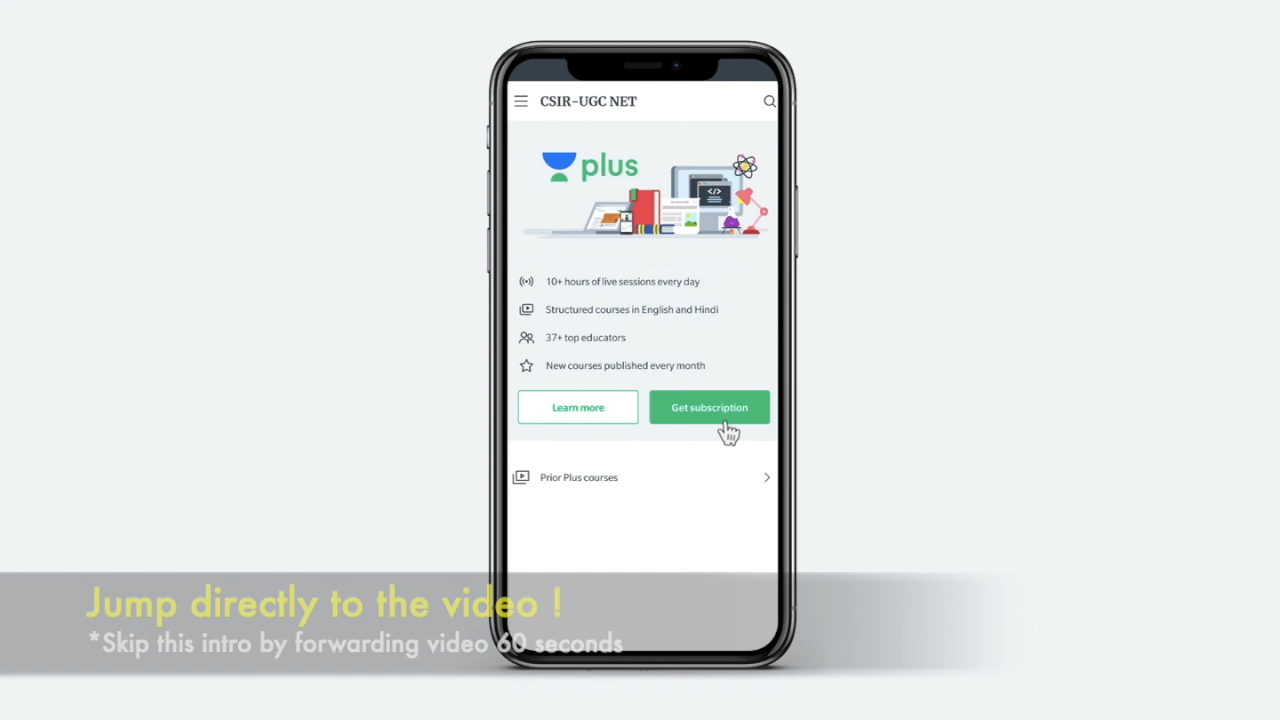 CSIR-UGC NET
plus
</>
10+ hours of live sessions every day
Structured courses in English and Hindi
37+ top educators
New courses published every month
Learn more
Get subscription
Prior Plus courses
Jump directly to the video !
*Skip this intro by forwarding video 60 seconds